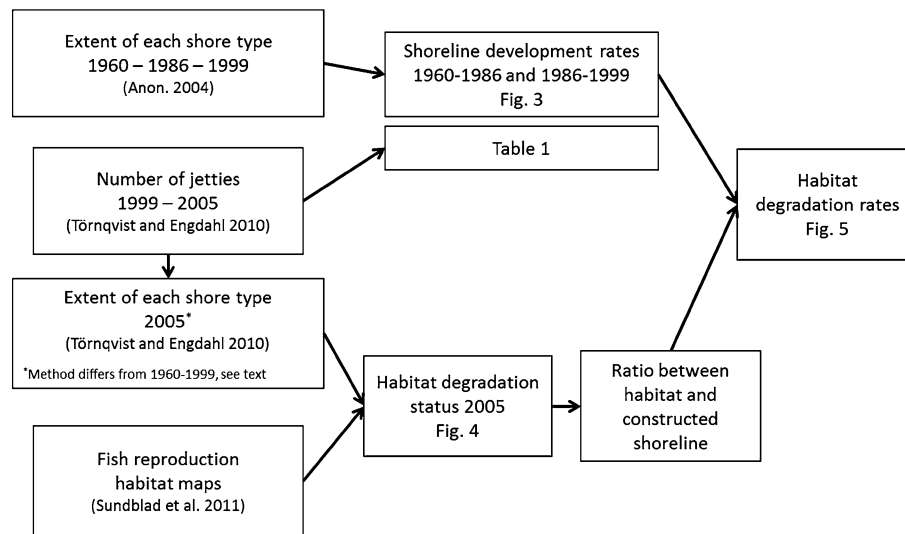 Extent of each shore type
1960 – 1986 – 1999
(Anon. 2004)
Shoreline development rates
1960-1986 and 1986-1999
Fig. 3
Table 1
Number of jetties
1999 – 2005
(Törnqvist and Engdahl 2010)
Habitat
degradation rates
Fig. 5
Extent of each shore type
2005*
(Törnqvist and Engdahl 2010)
*Method differs from 1960-1999, see text
Habitat degradation
status 2005
Fig. 4
Ratio between
habitat and
constructed
shoreline
Fish reproduction
habitat maps
(Sundblad et al. 2011)